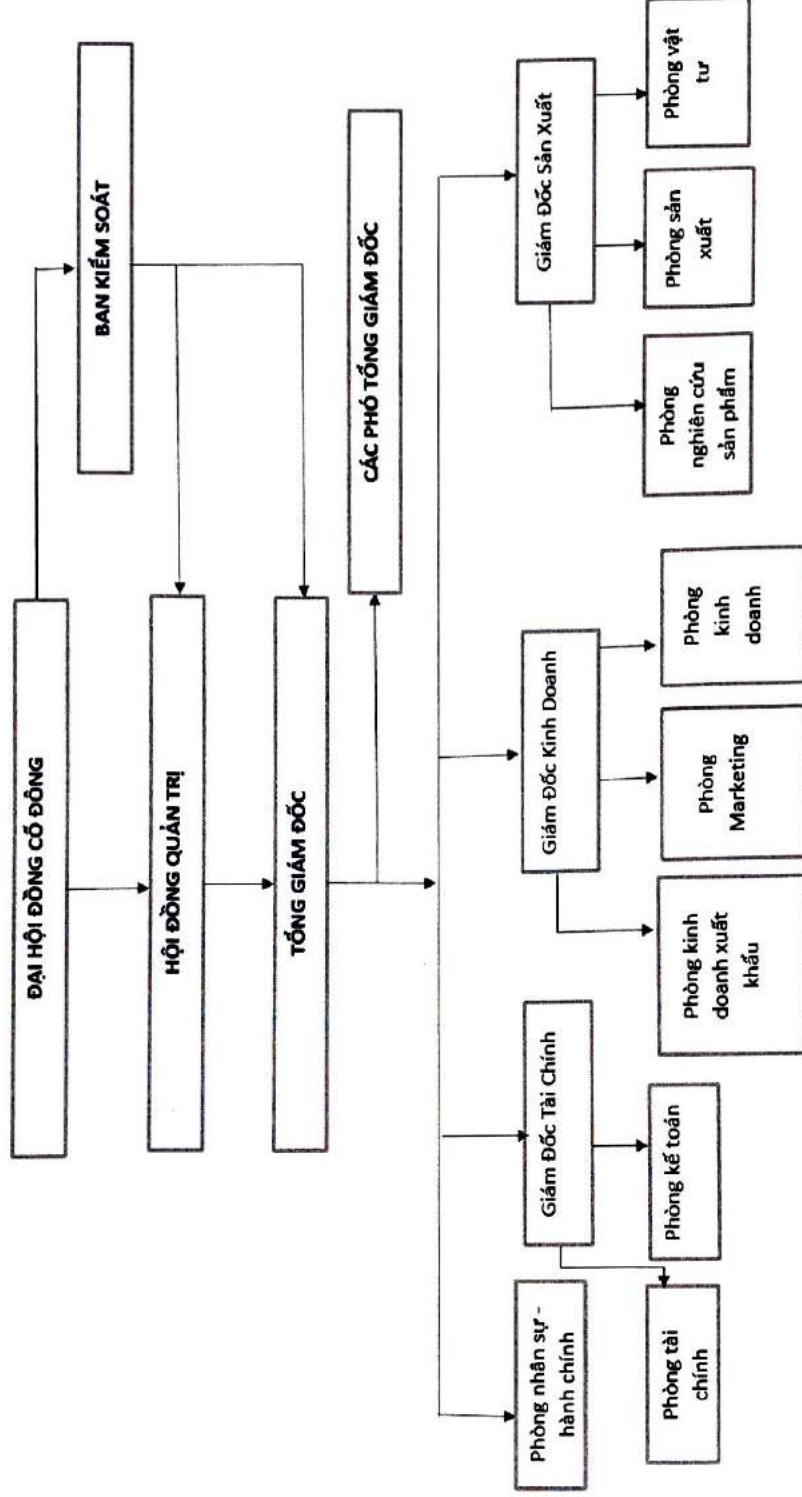 ĐẠI HỘI ĐỒNG CỔ ĐÔNG
BAN KIỂM SOÁT
HỘI ĐỒNG QUẢN TRỊ
TỔNG GIÁM ĐỐC
CÁC PHÓ TỔNG GIÁM ĐỐC
Phòng nhân sự -
hành chính
Giám Đốc Tài Chính
Giám Đốc Kinh Doanh
Giám Đốc Sản Xuất
Phòng tài
chính
Phòng kế toán
Phòng kinh
doanh xuất
khẩu
Phòng
Marketing
Phòng
kinh
doanh
Phòng
nghiên cứu
sản phẩm
Phòng sản
xuất
Phòng vật
tư